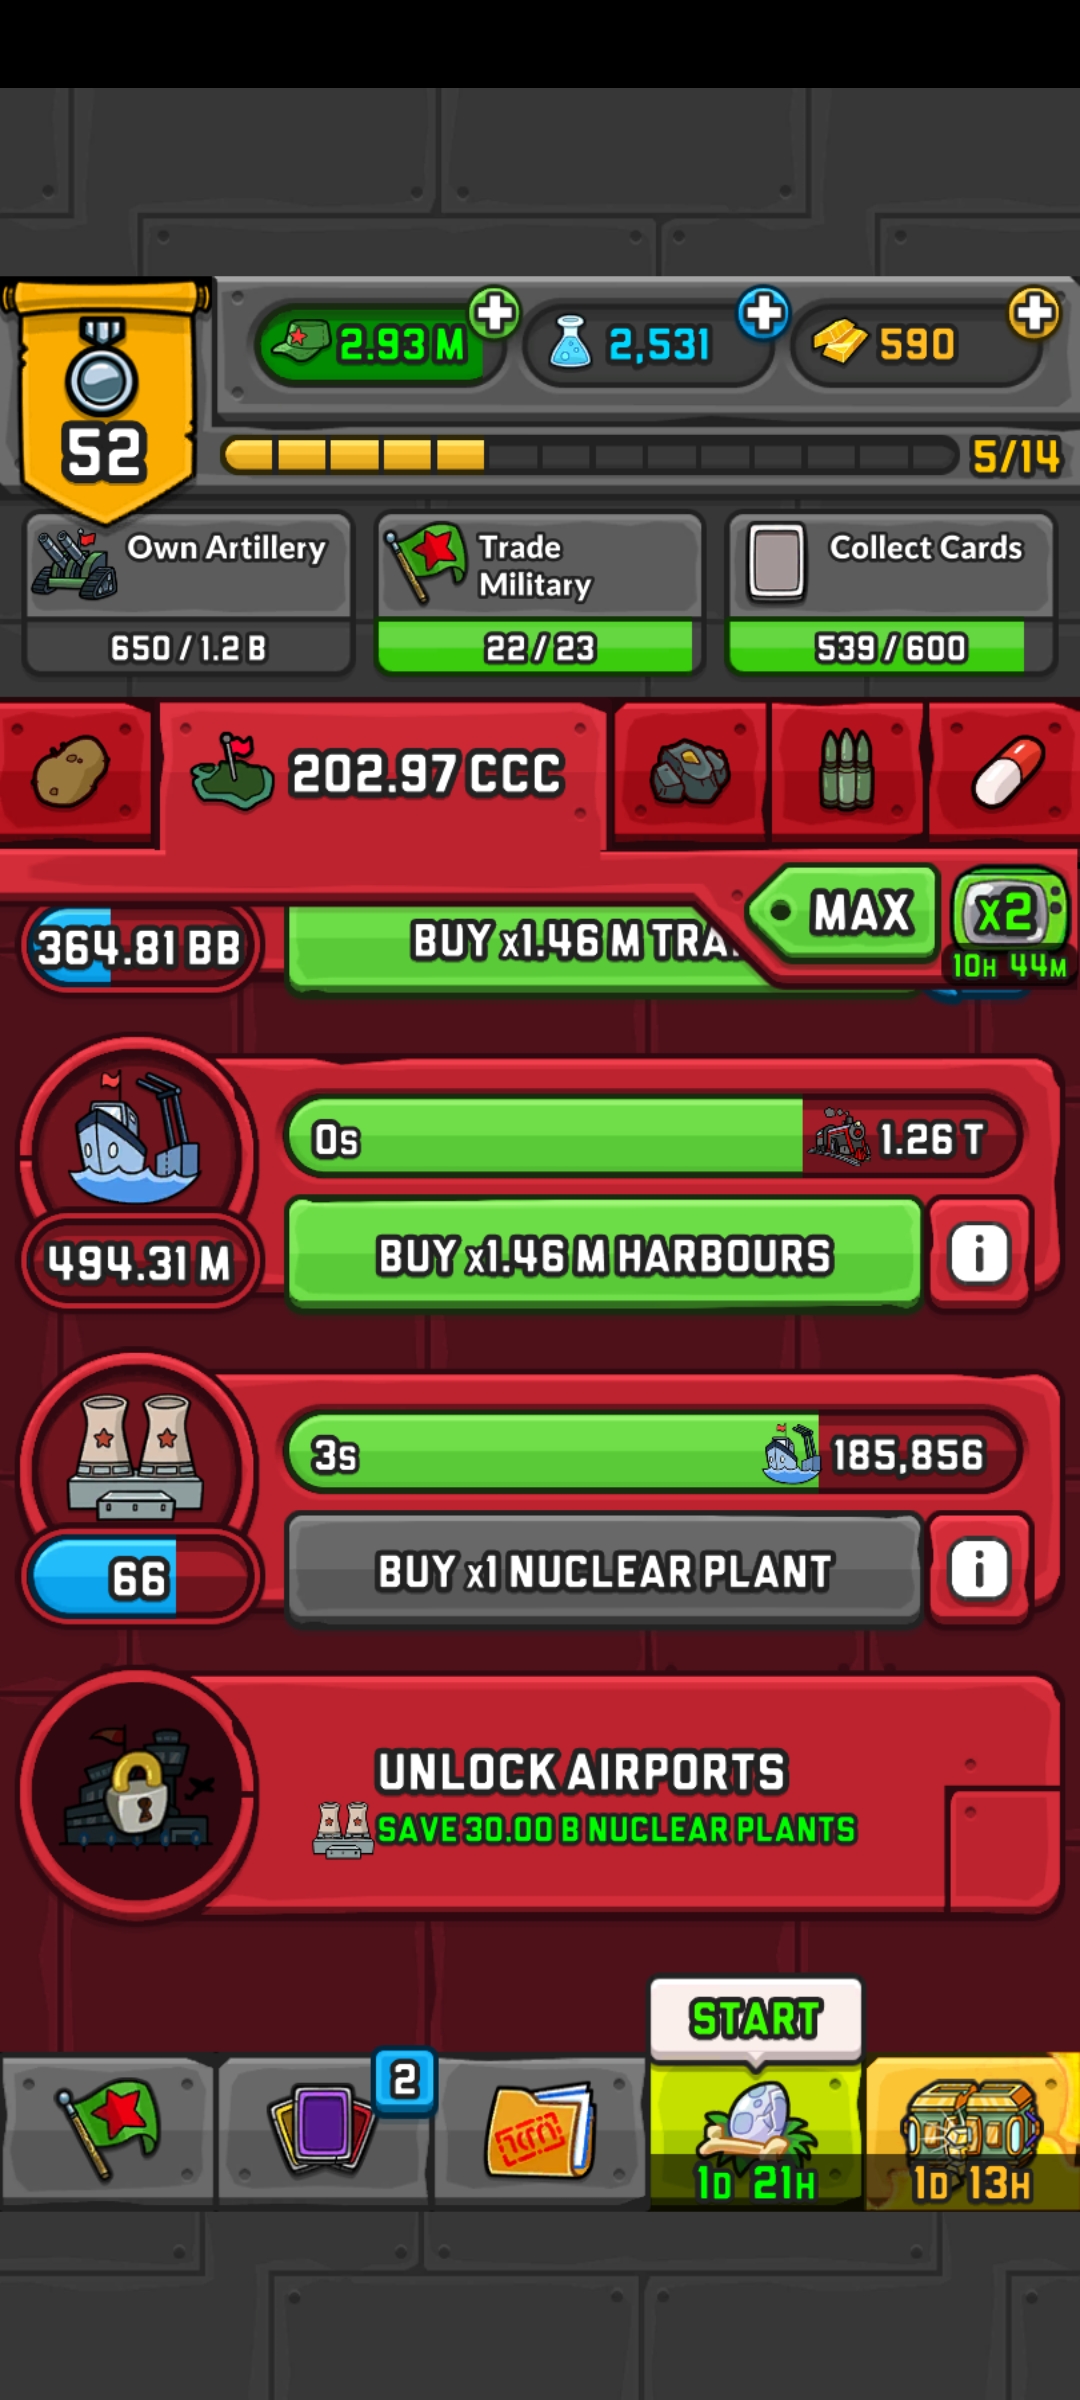 2.93 M
2,531
590
52
5/14
Own Artillery
650 / 1.2 B
Trade
Military
22 / 23
Collect Cards
539 / 600
202.97 CCC
MAX
x2
10H 44M
364.81 BB
BUY x1.46 M TRA
494.31 M
0s
1.26 T
BUY x1.46 M HARBOURS
i
66
3s
185,856
BUY x1 NUCLEAR PLANT
i
UNLOCK AIRPORTS
SAVE 30.00 B NUCLEAR PLANTS
START
2
1D 21H
1D 13H